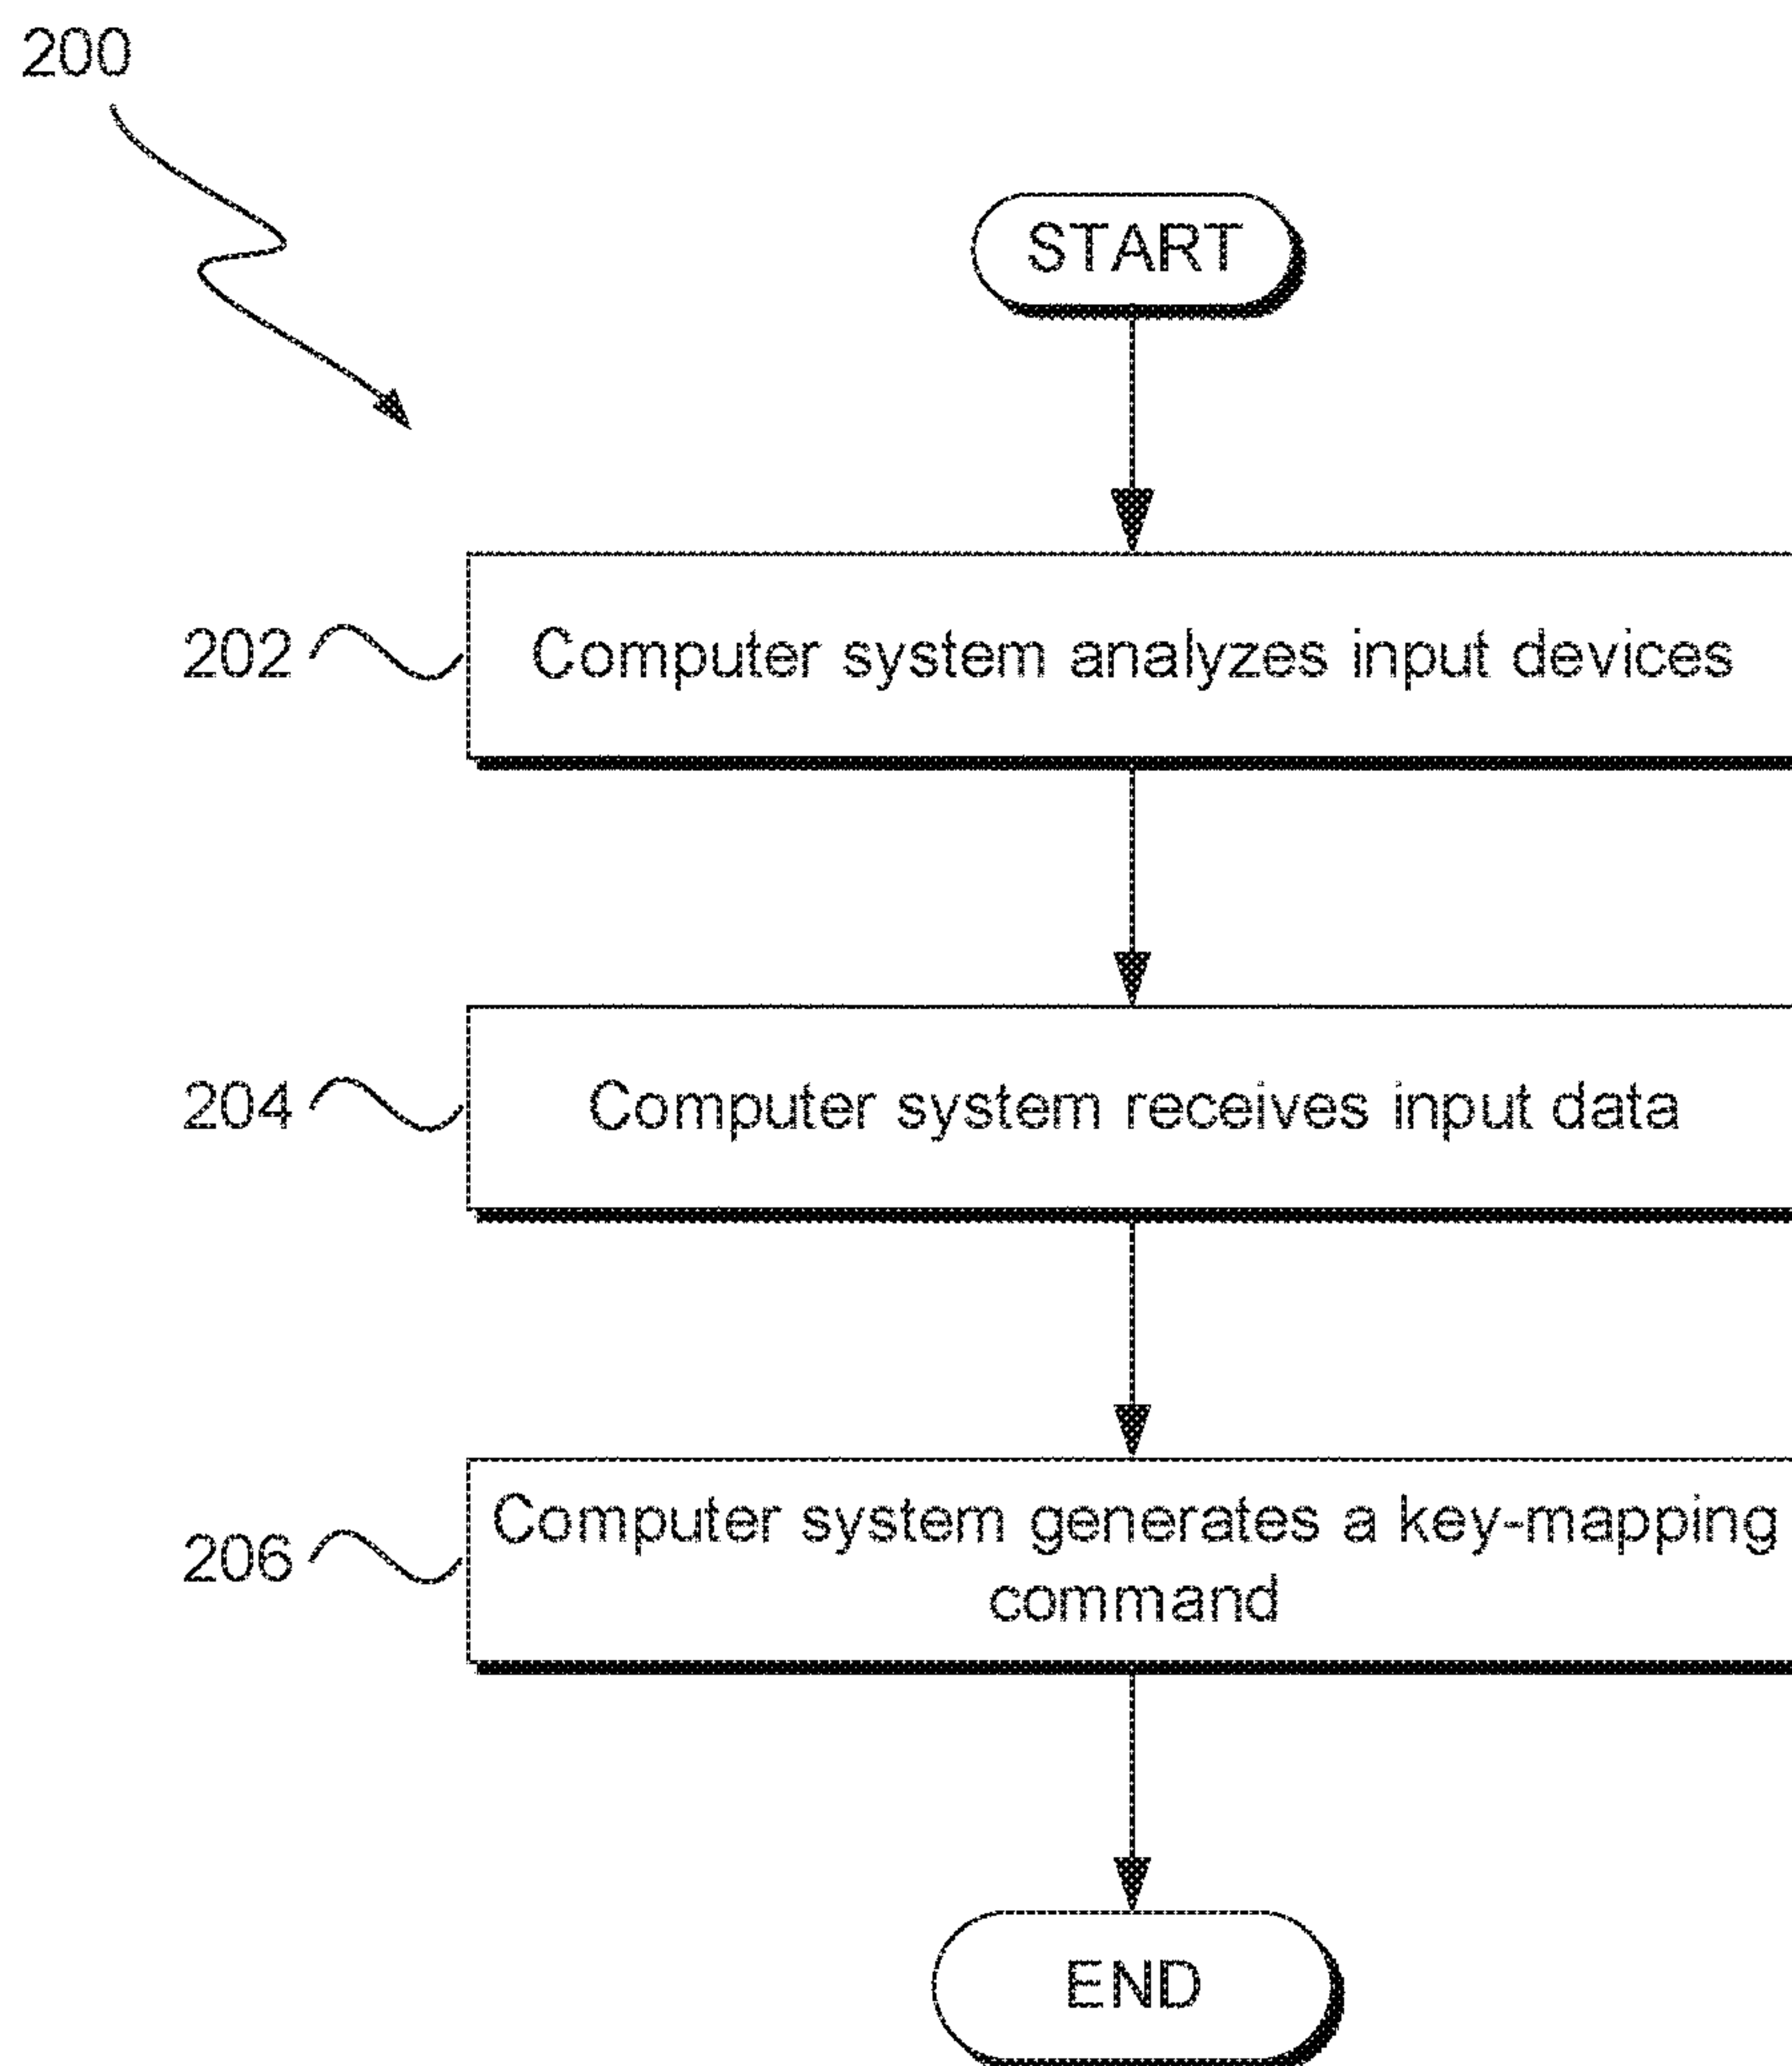 200
START
202
Computer system analyzes input devices
204
Computer system receives input data
206
Computer system generates a key-mapping
command
END